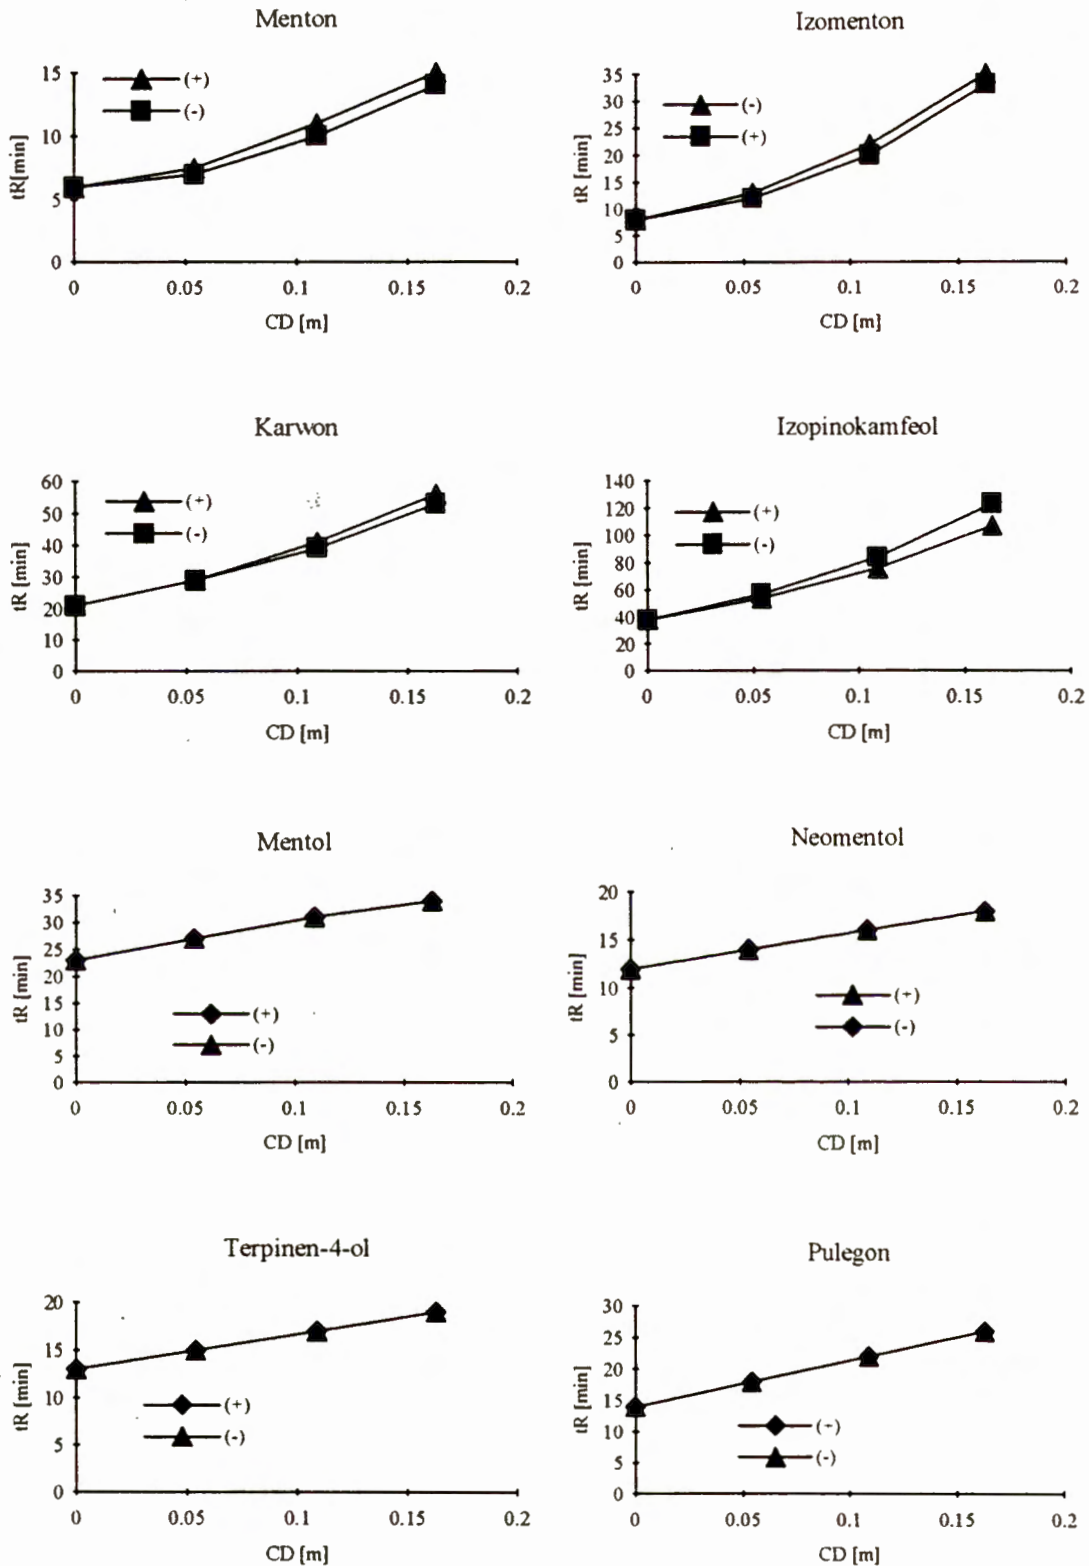 Menton
15
10
5
0
tR[min]
(+)
(-)
0 0.05 0.1 0.15 0.2
CD [m]
Izomenton
35
30
25
20
15
10
5
0
tR [min]
(-)
(+)
0 0.05 0.1 0.15 0.2
CD [m]
Karwon
60
50
40
30
20
10
0
tR [min]
(+)
(-)
0 0.05 0.1 0.15 0.2
CD [m]
Izopinokamfeol
140
120
100
80
60
40
20
0
tR [min]
(+)
(-)
0 0.05 0.1 0.15 0.2
CD [m]
Mentol
35
30
25
20
15
10
5
0
tR [min]
(+)
(-)
0 0.05 0.1 0.15 0.2
CD [m]
Neomentol
20
15
10
5
0
tR [min]
(+)
(-)
0 0.05 0.1 0.15 0.2
CD [m]
Terpinen-4-ol
20
15
10
5
0
tR [min]
(+)
(-)
0 0.05 0.1 0.15 0.2
CD [m]
Pulegon
30
25
20
15
10
5
0
tR [min]
(+)
(-)
0 0.05 0.1 0.15 0.2
CD [m]